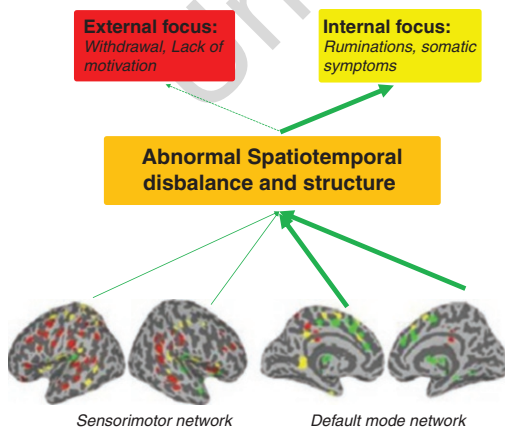 External focus:
Withdrawal, Lack of
motivation
Internal focus:
Ruminations, somatic
symptoms
Abnormal Spatiotemporal
disbalance and structure
Sensorimotor network
Default mode network